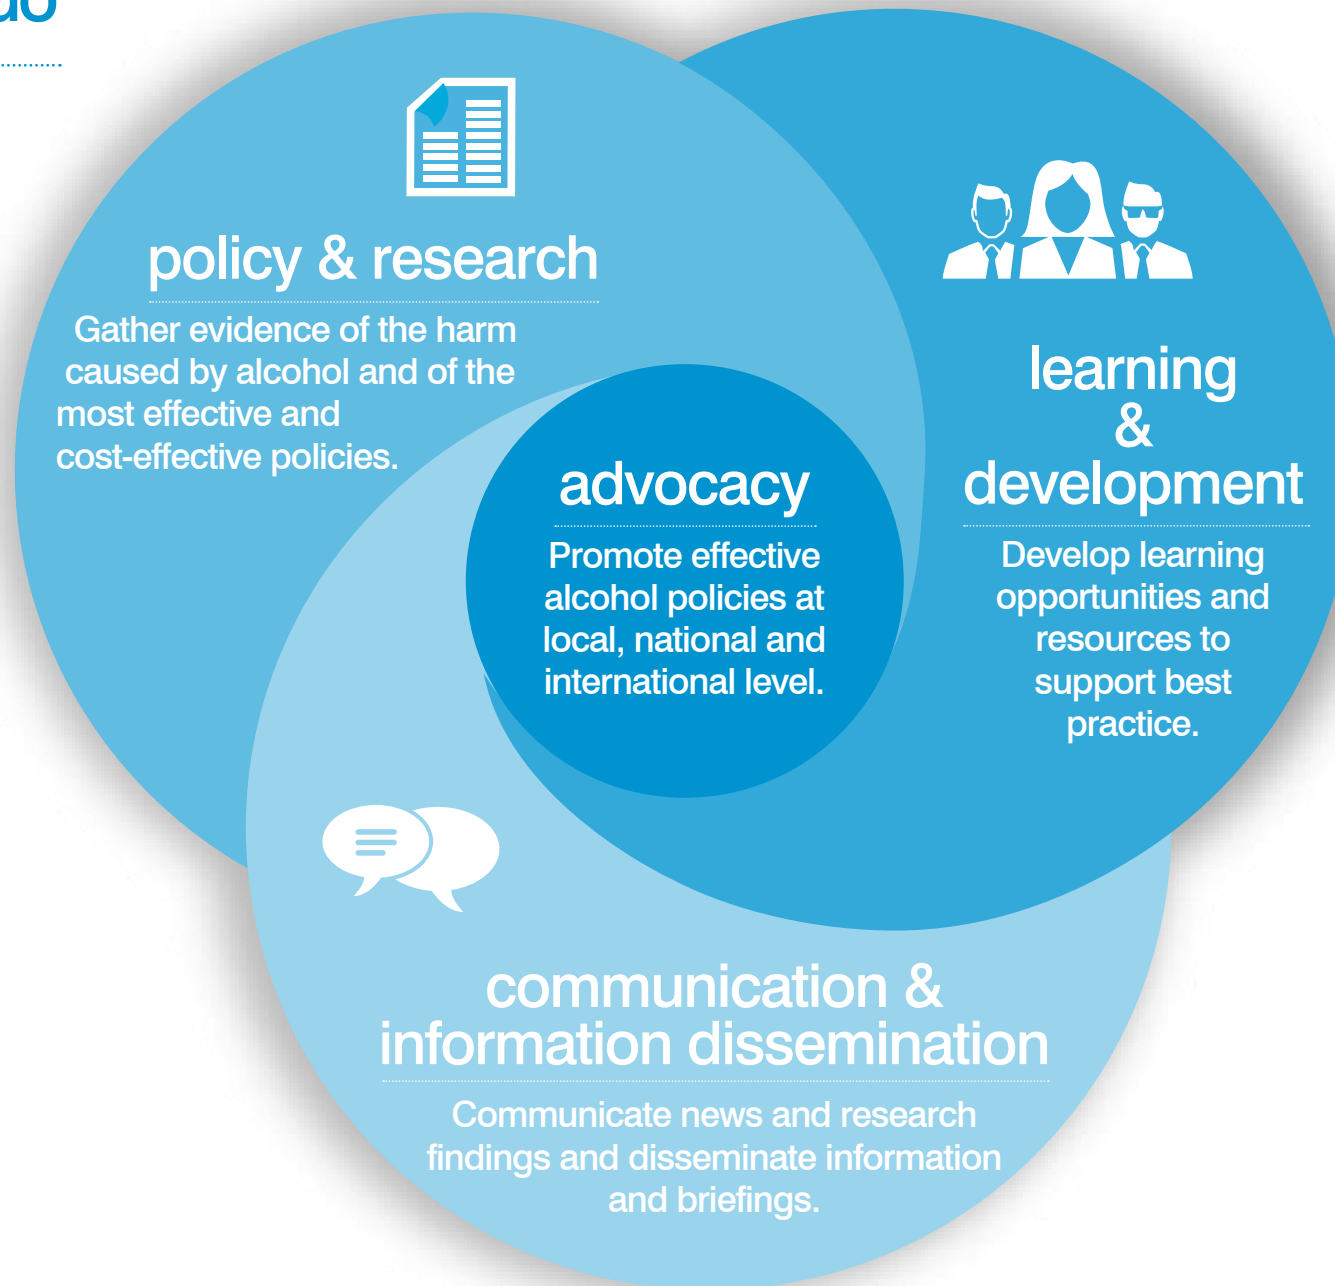 do
policy & research
Gather evidence of the harm
caused by alcohol and of the
most effective and
cost-effective policies.
learning
&
development
Develop learning
opportunities and
resources to
support best
practice.
advocacy
Promote effective
alcohol policies at
local, national and
international level.
communication &
information dissemination
Communicate news and research
findings and disseminate information
and briefings.